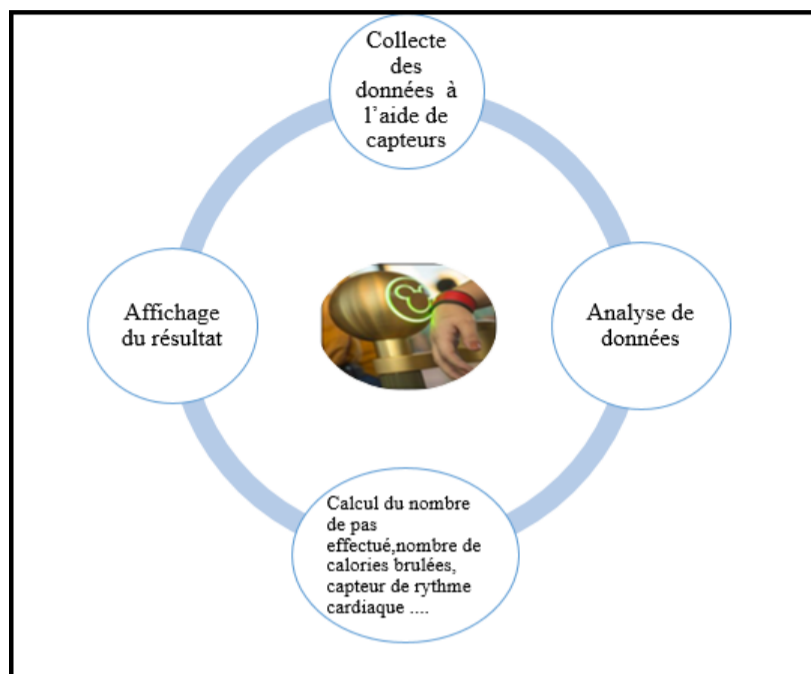 Collecte
des
données à
l'aide de
capteurs
Affichage
du résultat
Analyse de
données
Calcul du nombre
de pas
effectué,nombre de
calories brulées,
capteur de rythme
cardiaque ....